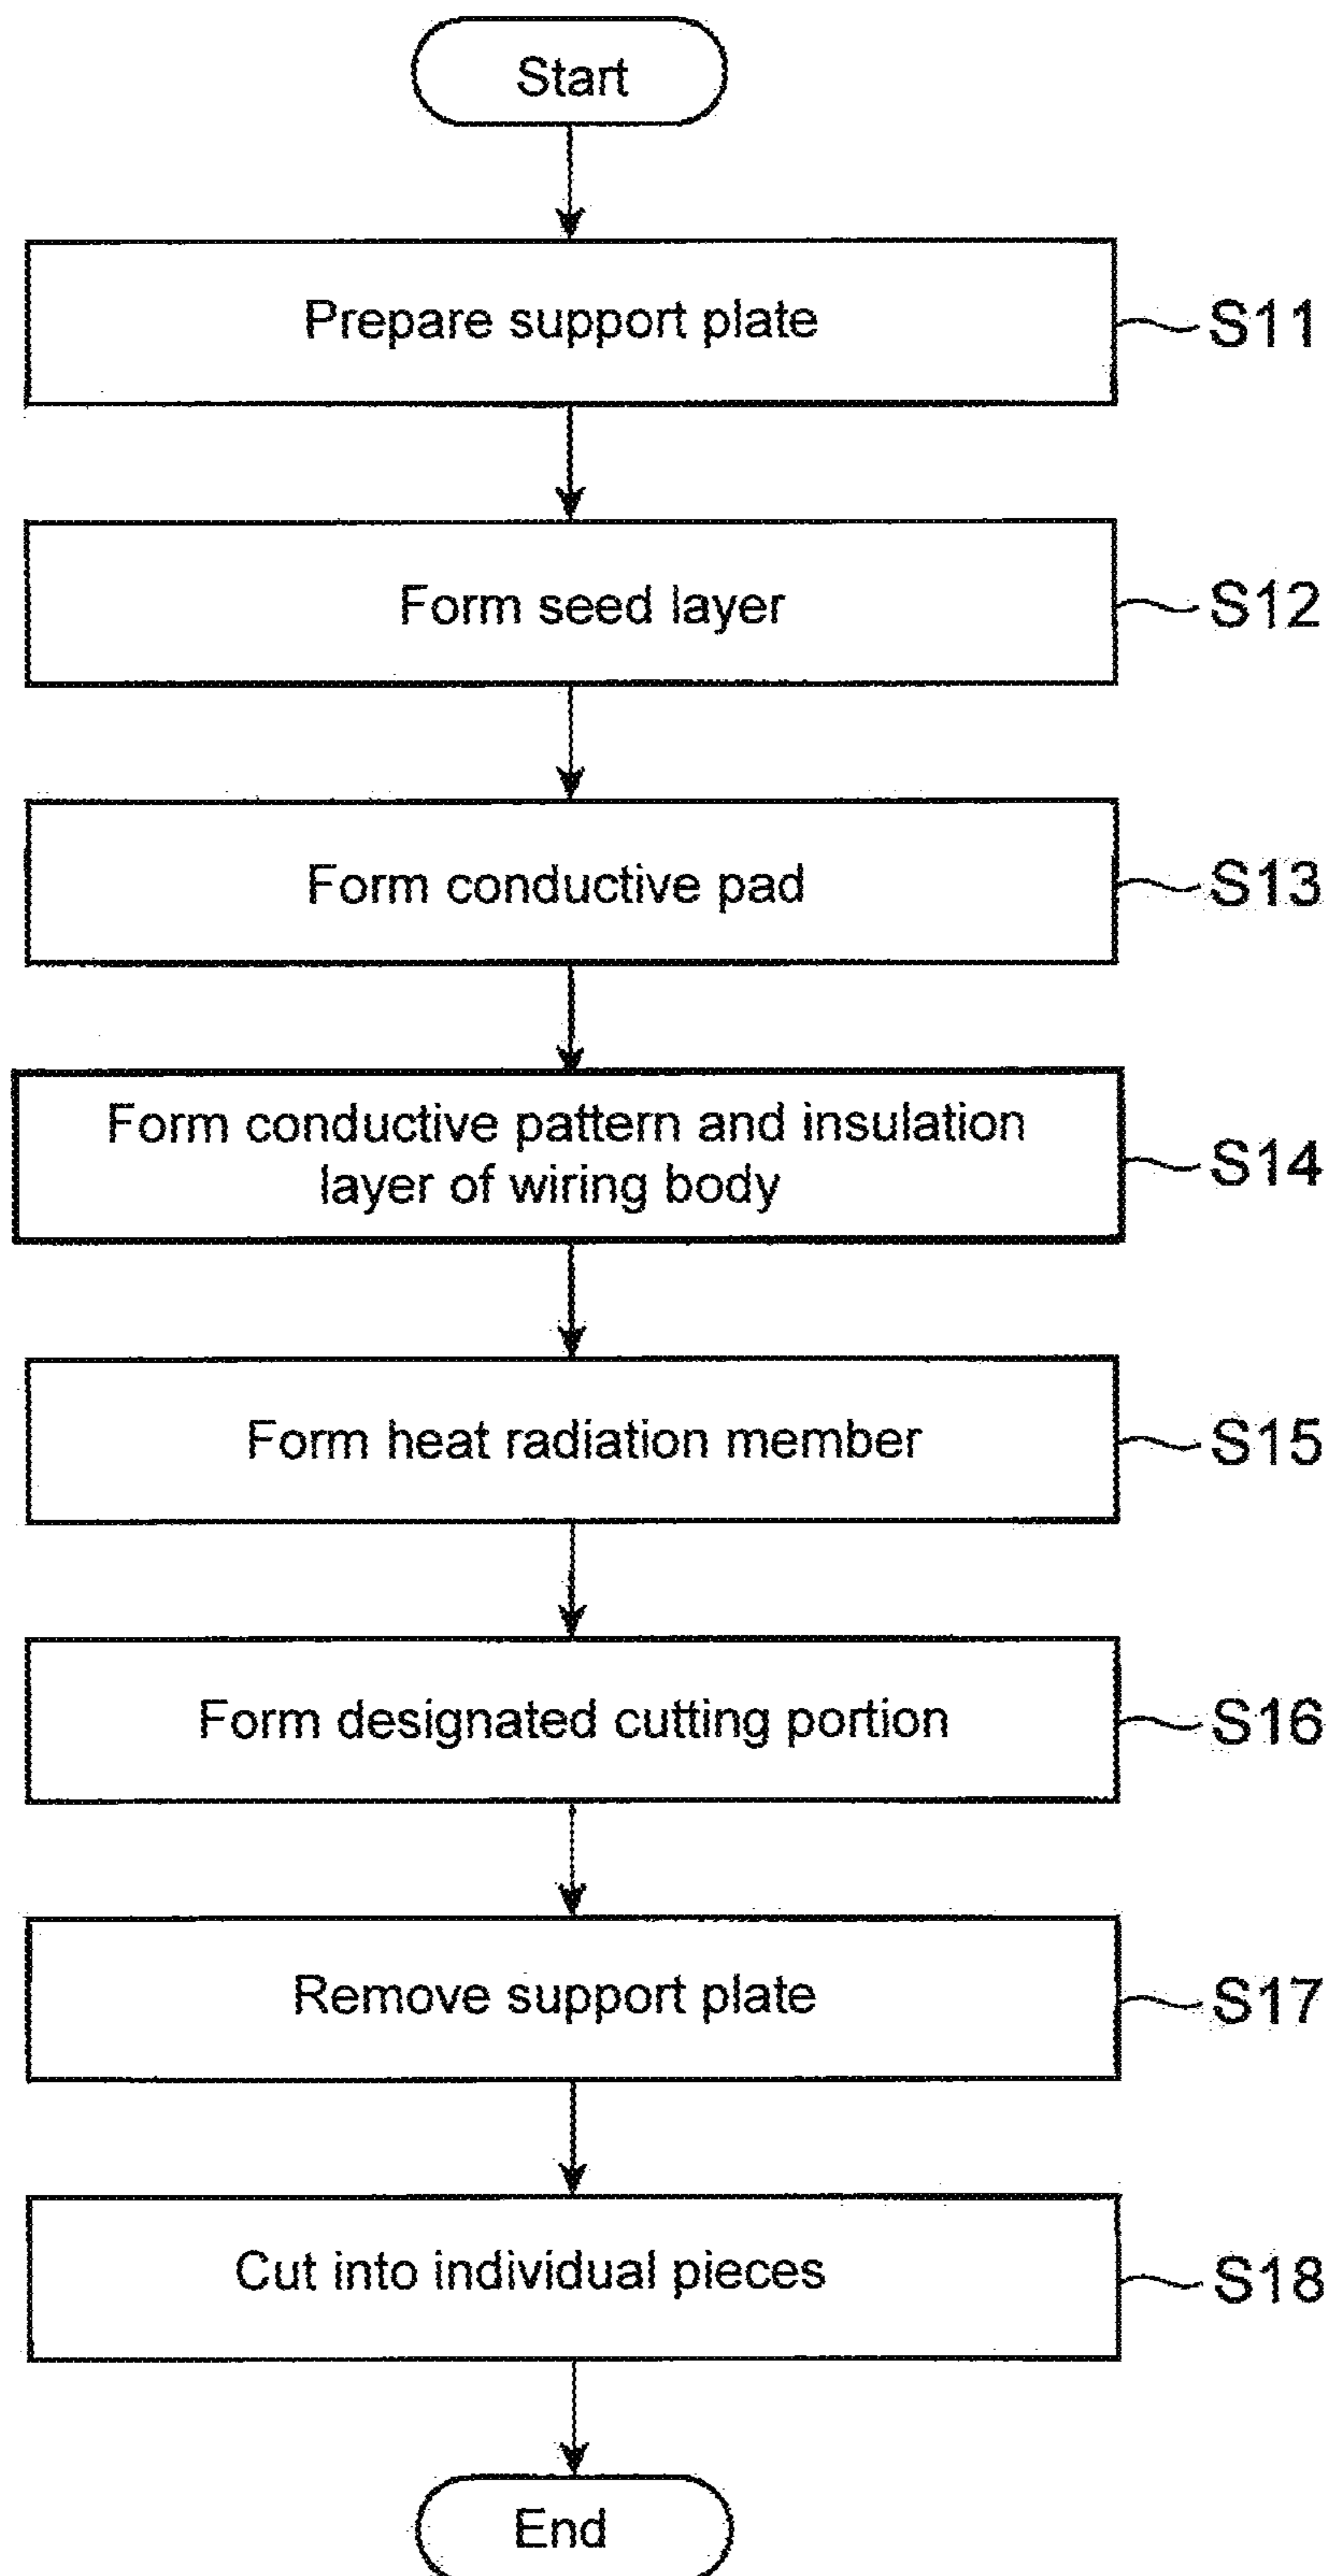 Start
Prepare support plate
S11
Form seed layer
S12
Form conductive pad
S13
Form conductive pattern and insulation
layer of wiring body
S14
Form heat radiation member
S15
Form designated cutting portion
S16
Remove support plate
S17
Cut into individual pieces
S18
End